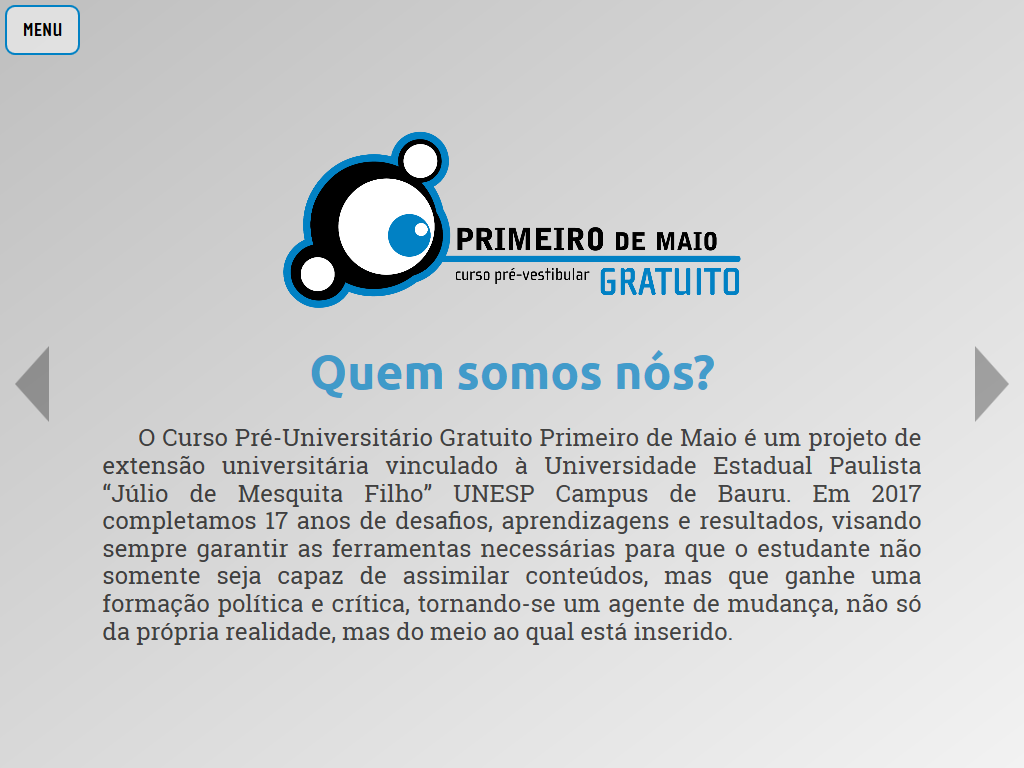 MENU
PRIMEIRO DE MAIO
curso pré-vestibular GRATUITO
Quem somos nós?
O Curso Pré-Universitário Gratuito Primeiro de Maio é um projeto de
extensão universitária vinculado à Universidade Estadual Paulista
“Júlio de Mesquita Filho” UNESP Campus de Bauru. Em 2017
completamos 17 anos de desafios, aprendizagens e resultados, visando
sempre garantir as ferramentas necessárias para que o estudante não
somente seja capaz de assimilar conteúdos, mas que ganhe uma
formação política e crítica, tornando-se um agente de mudança, não só
da própria realidade, mas do meio ao qual está inserido.